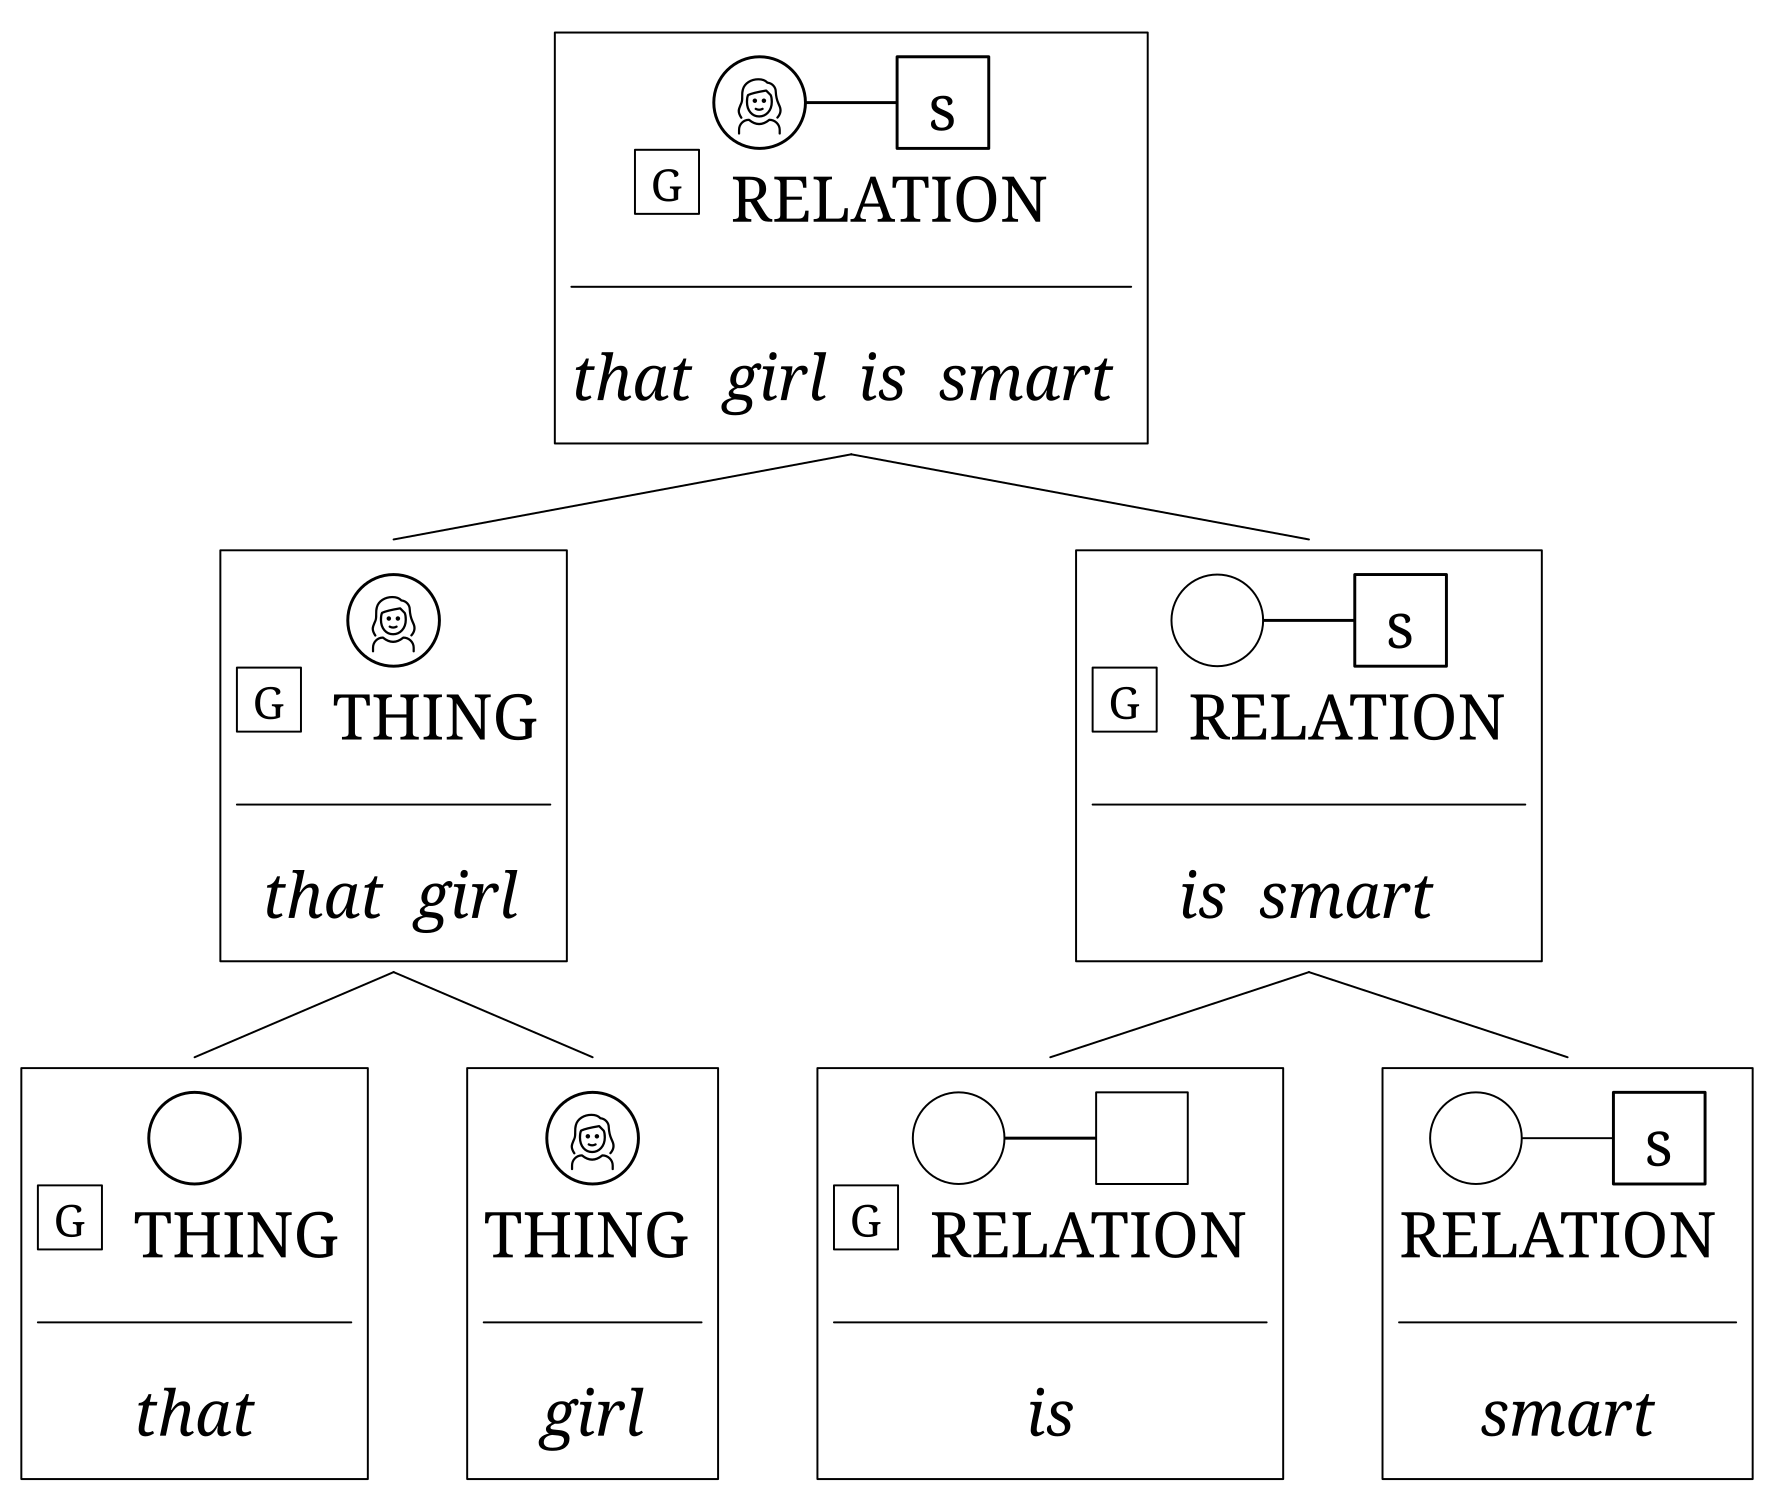 s
G RELATION
that girl is smart
G THING
that girl
s
G RELATION
is smart
G THING
that
THING
girl
G RELATION
is
s
RELATION
smart